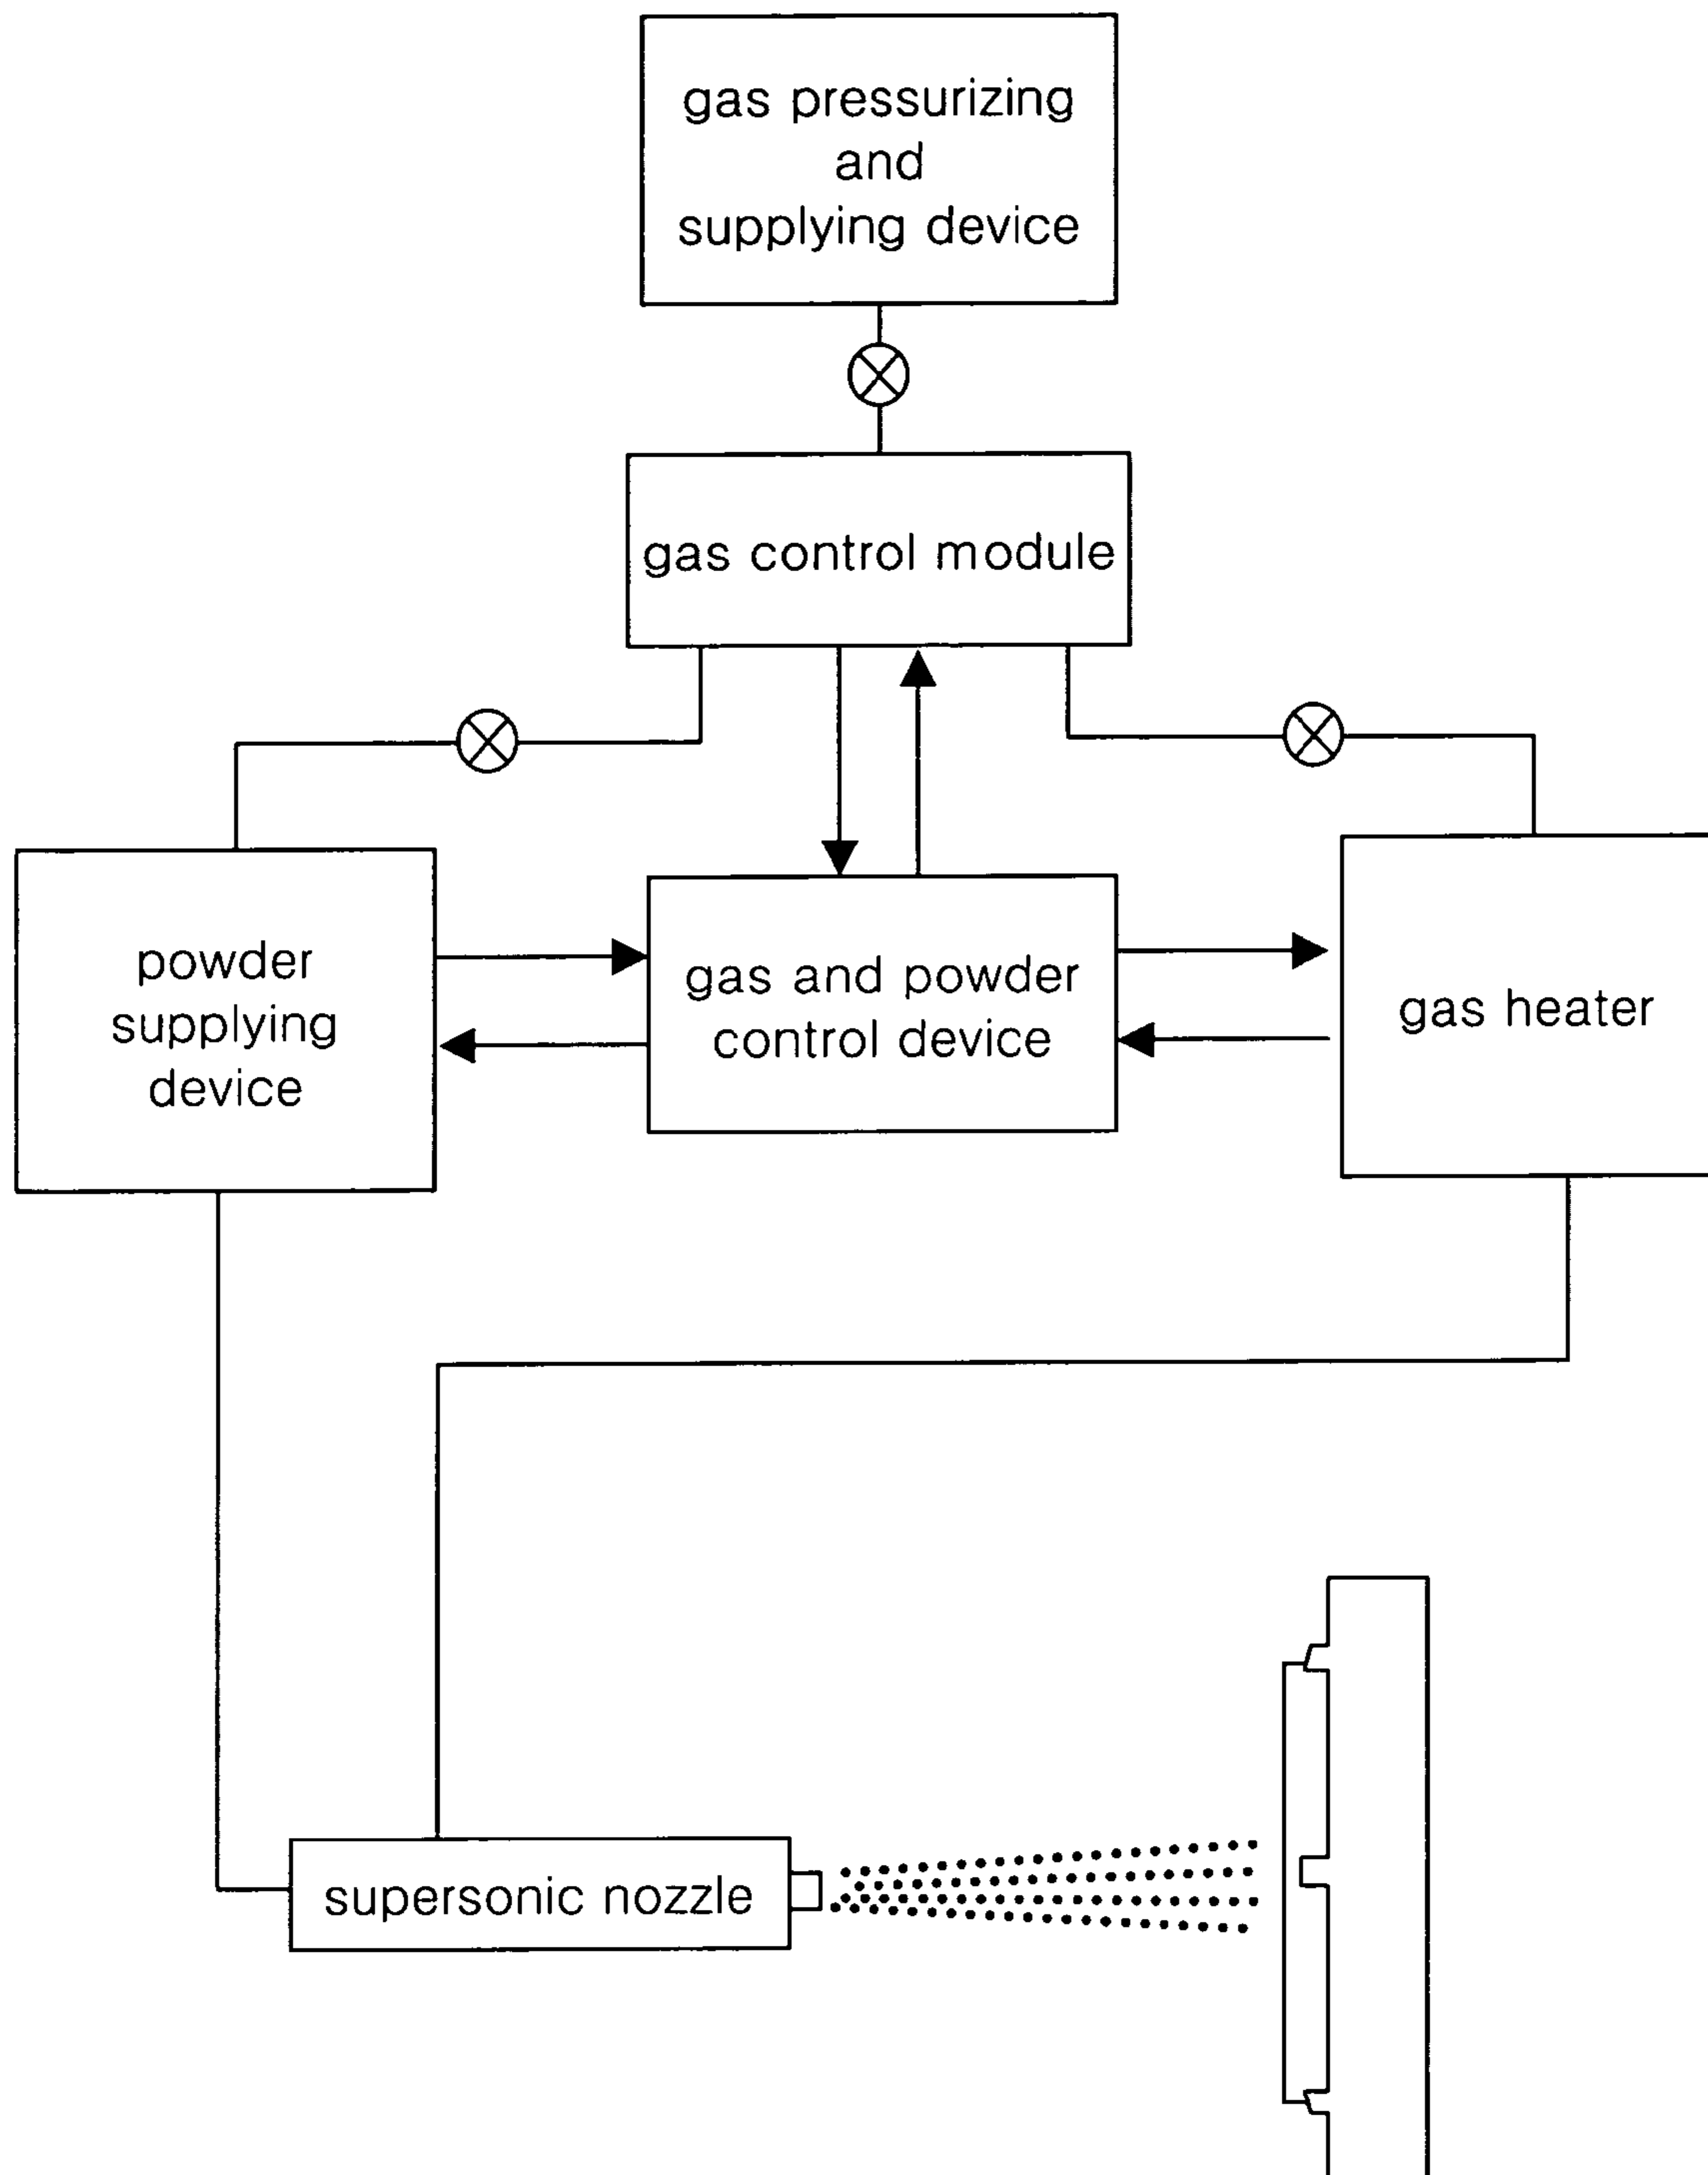 gas pressurizing
and
supplying device
gas control module
powder
supplying
device
gas and powder
control device
gas heater
supersonic nozzle